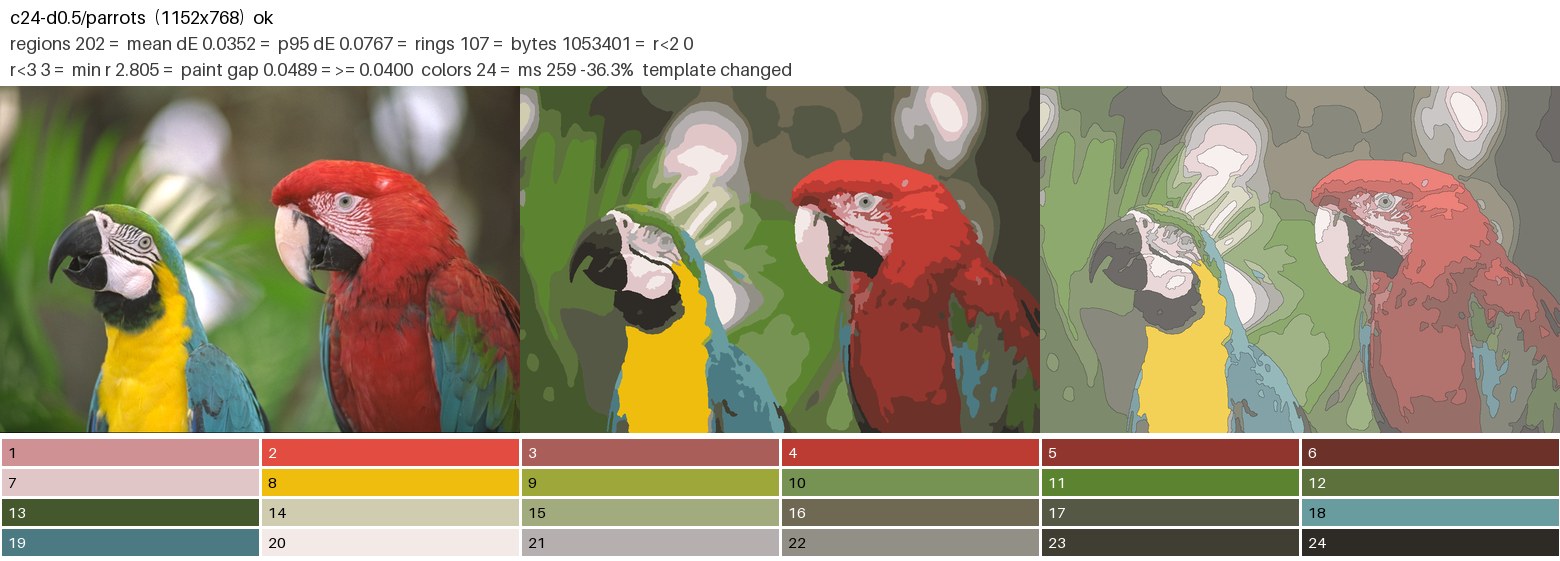 c24-d0.5/parrots (1152x768) ok
regions 202 = mean dE 0.0352 = p95 dE 0.0767 = rings 107 = bytes 1053401 = r<2 0
r<3 3 = min r 2.805 = paint gap 0.0489 = >= 0.0400 colors 24 = ms 259 -36.3% template changed
1 2 3 4 5 6
7 8 9 10 11 12
13 14 15 16 17 18
19 20 21 22 23 24